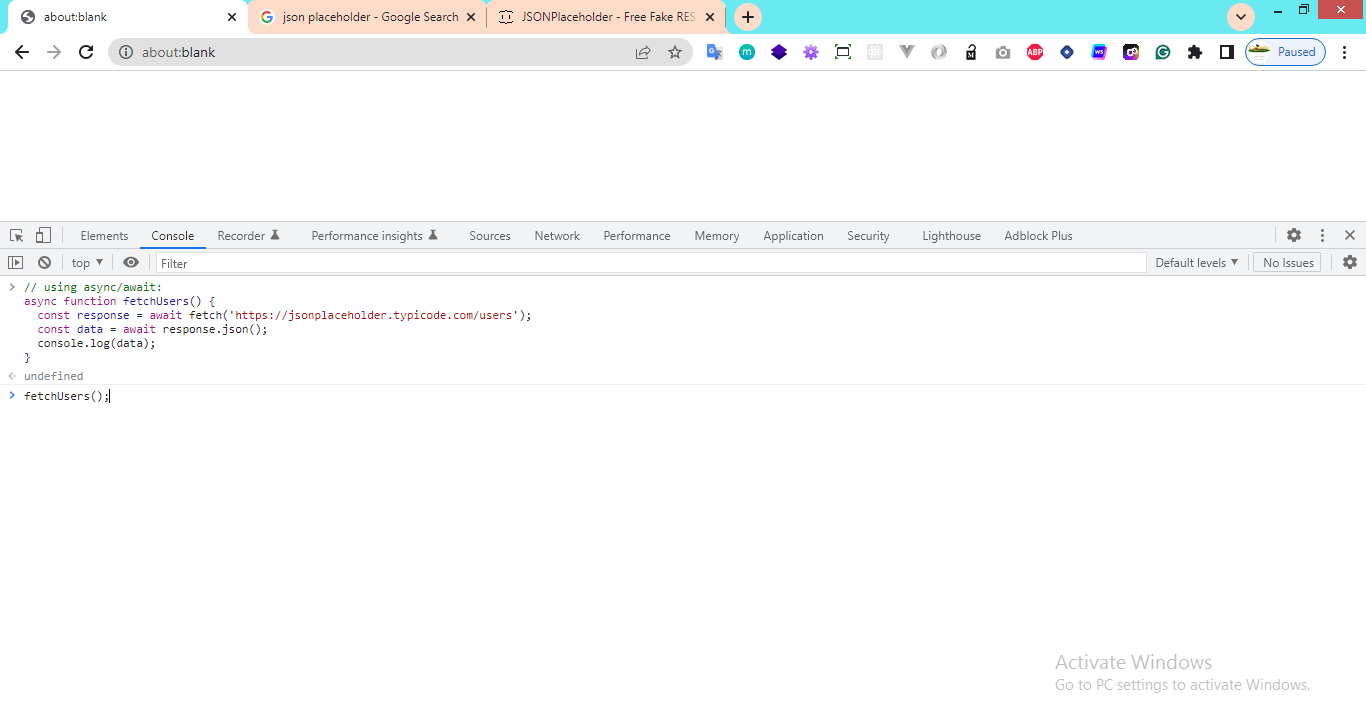 about:blank
json placeholder - Google Search
JSONPlaceholder - Free Fake RES
about:blank
ABP
Paused
Elements
Console
Recorder
Performance insights
Sources
Network
Performance
Memory
Application
Security
Lighthouse
Adblock Plus
top
Filter
Default levels
No Issues
// using async/await:
async function fetchUsers() {
const response = await fetch('https://jsonplaceholder.typicode.com/users');
const data = await response.json();
console.log(data);
}
undefined
fetchUsers();
Activate Windows
Go to PC settings to activate Windows.